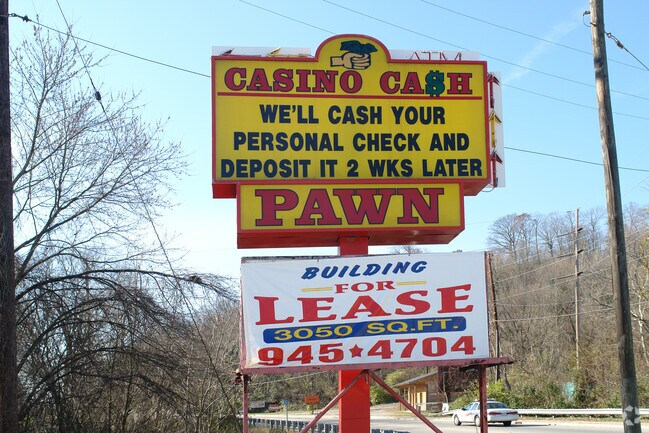 ATM
CASINO CA$H
WE'LL CASH YOUR
PERSONAL CHECK AND
DEPOSIT IT 2 WKS LATER
PAWN
BUILDING
FOR
LEASE
3050 SQ.FT.
945★4704